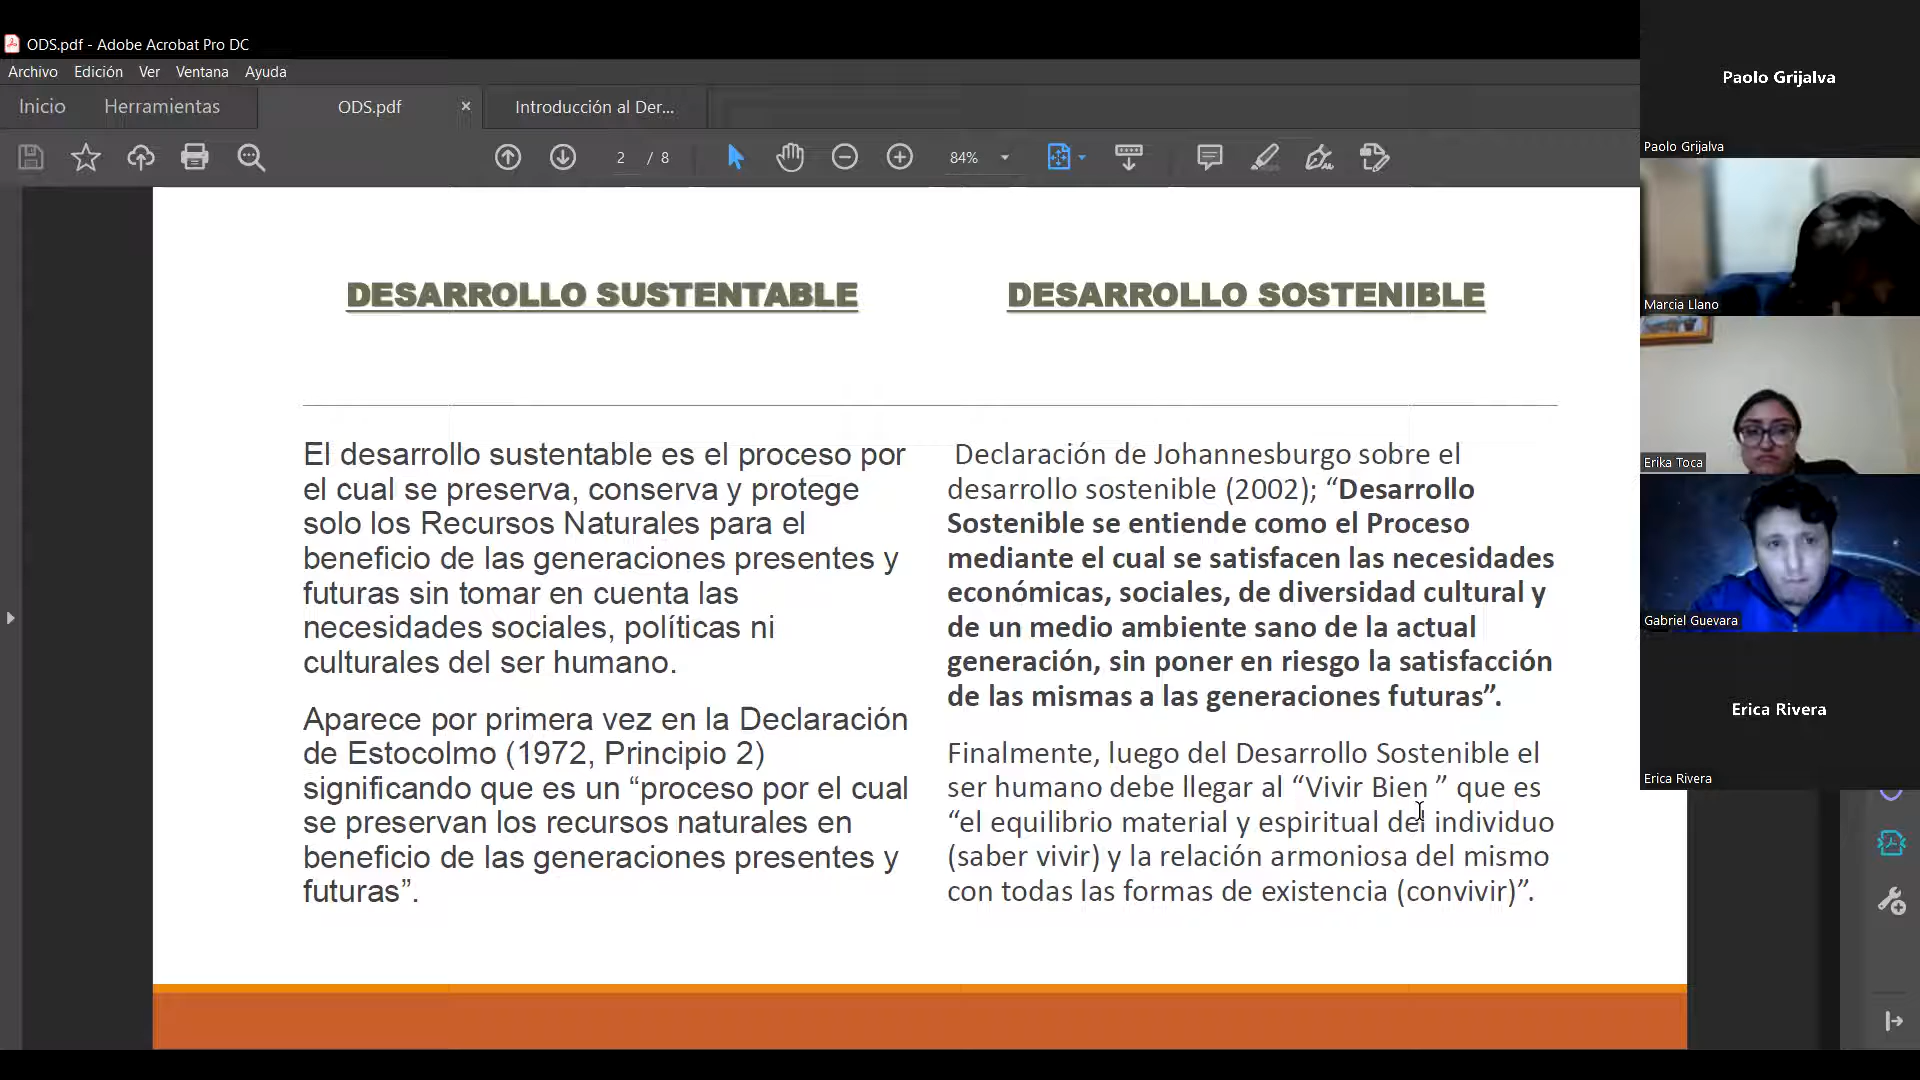 ODS.pdf - Adobe Acrobat Pro DC
Archivo Edición Ver Ventana Ayuda
Inicio Herramientas ODS.pdf × Introducción al Der...
2 / 8 84%
DESARROLLO SUSTENTABLE
El desarrollo sustentable es el proceso por
el cual se preserva, conserva y protege
solo los Recursos Naturales para el
beneficio de las generaciones presentes y
futuras sin tomar en cuenta las
necesidades sociales, políticas ni
culturales del ser humano.
Aparece por primera vez en la Declaración
de Estocolmo (1972, Principio 2)
significando que es un “proceso por el cual
se preservan los recursos naturales en
beneficio de las generaciones presentes y
futuras”.
DESARROLLO SOSTENIBLE
Declaración de Johannesburgo sobre el
desarrollo sostenible (2002); “Desarrollo
Sostenible se entiende como el Proceso
mediante el cual se satisfacen las necesidades
económicas, sociales, de diversidad cultural y
de un medio ambiente sano de la actual
generación, sin poner en riesgo la satisfacción
de las mismas a las generaciones futuras”.
Finalmente, luego del Desarrollo Sostenible el
ser humano debe llegar al “Vivir Bien ” que es
“el equilibrio material y espiritual del individuo
(saber vivir) y la relación armoniosa del mismo
con todas las formas de existencia (convivir)”.
Paolo Grijalva
Paolo Grijalva
Marcia Llano
Erika Toca
Gabriel Guevara
Erica Rivera
Erica Rivera